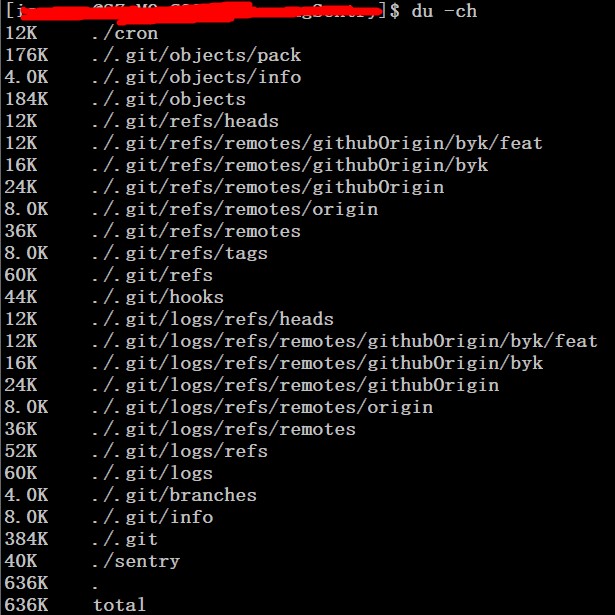 ]$ du -ch
12K ./cron
176K ./.git/objects/pack
4.0K ./.git/objects/info
184K ./.git/objects
12K ./.git/refs/heads
12K ./.git/refs/remotes/githubOrigin/byk/feat
16K ./.git/refs/remotes/githubOrigin/byk
24K ./.git/refs/remotes/githubOrigin
8.0K ./.git/refs/remotes/origin
36K ./.git/refs/remotes
8.0K ./.git/refs/tags
60K ./.git/refs
44K ./.git/hooks
12K ./.git/logs/refs/heads
12K ./.git/logs/refs/remotes/githubOrigin/byk/feat
16K ./.git/logs/refs/remotes/githubOrigin/byk
24K ./.git/logs/refs/remotes/githubOrigin
8.0K ./.git/logs/refs/remotes/origin
36K ./.git/logs/refs/remotes
52K ./.git/logs/refs
60K ./.git/logs
4.0K ./.git/branches
8.0K ./.git/info
384K ./.git
40K ./sentry
636K .
636K total